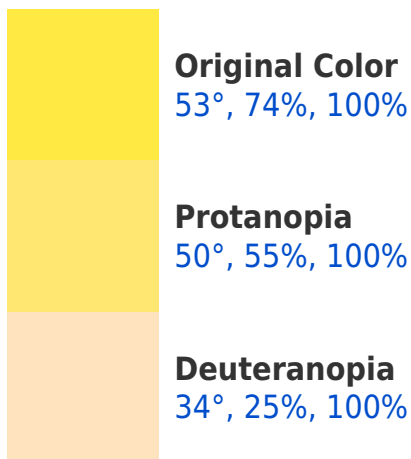 Original Color
53°, 74%, 100%
Protanopia
50°, 55%, 100%
Deuteranopia
34°, 25%, 100%